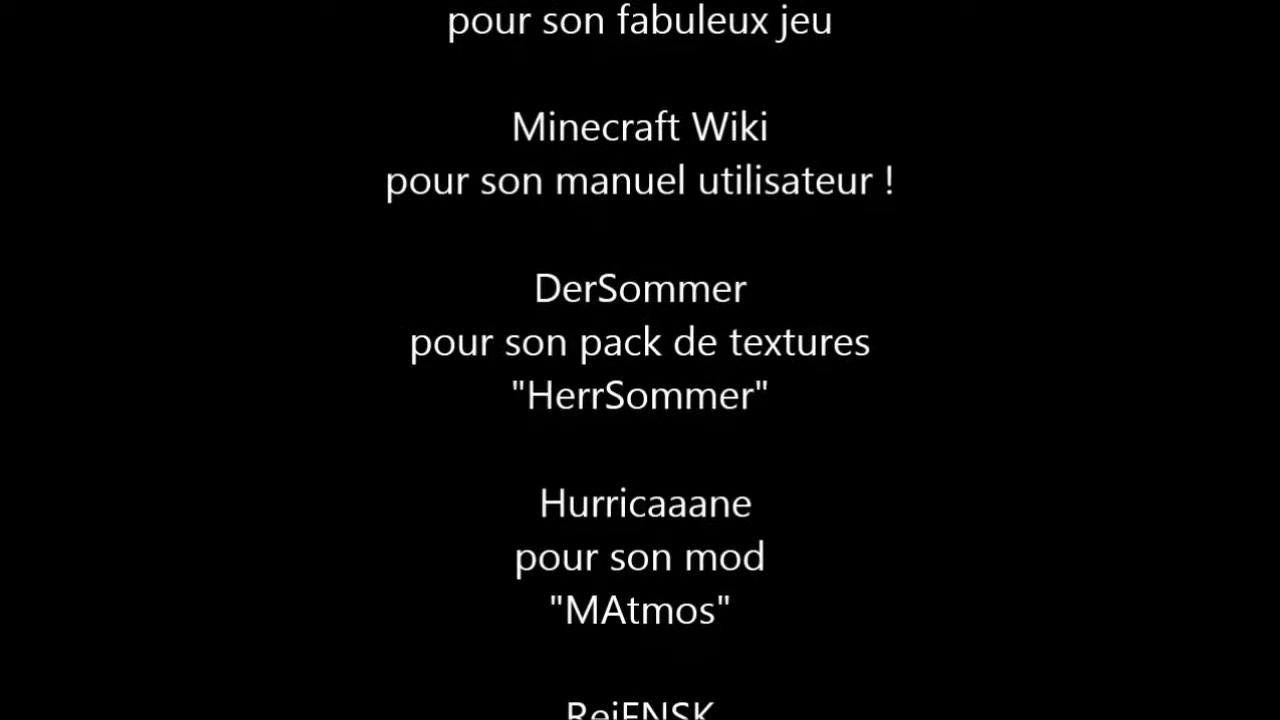 pour son fabuleux jeu
Minecraft Wiki
pour son manuel utilisateur !
DerSommer
pour son pack de textures
"HerrSommer"
Hurricaaane
pour son mod
"MAtmos"